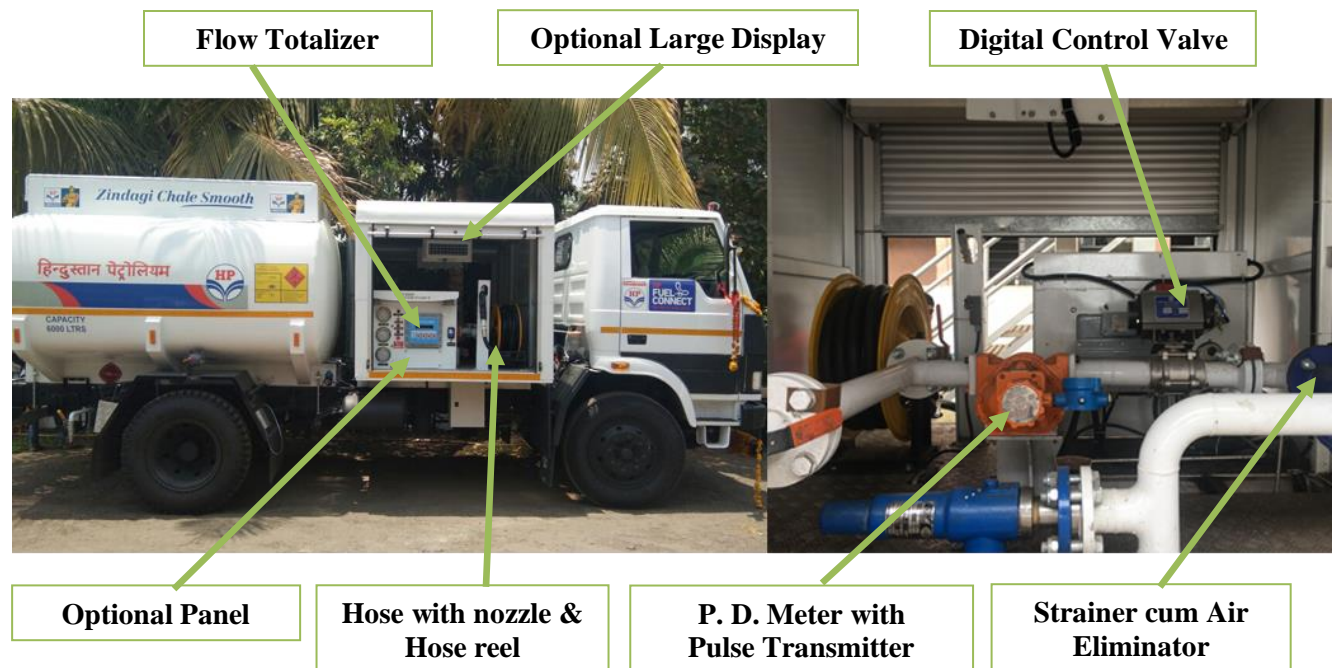 Flow Totalizer
Optional Large Display
Digital Control Valve
Zindagi Chale Smooth
हिन्दुस्तान पेट्रोलियम
HP
CAPACITY
6000 LTRS
HP
FUEL
CONNECT
Optional Panel
Hose with nozzle &
Hose reel
P. D. Meter with
Pulse Transmitter
Strainer cum Air
Eliminator